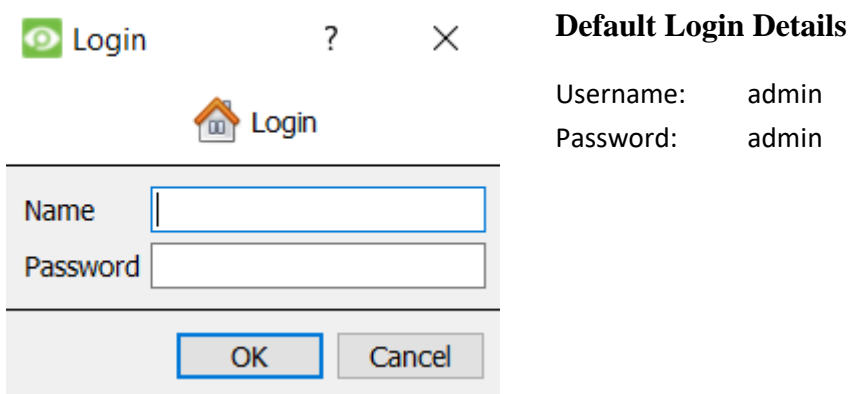 Login ? ×
Login
Name
Password
OK Cancel
Default Login Details
Username: admin
Password: admin